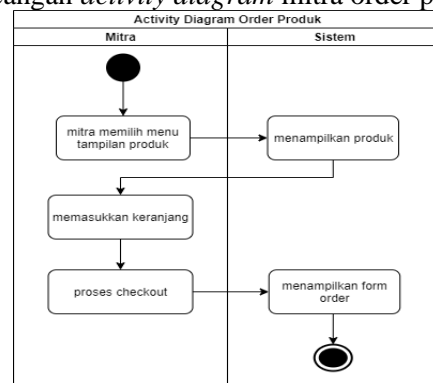 activity diagram mitra order p
Activity Diagram Order Produk
Mitra
Sistem
mitra memilih menu
tampilan produk
menampilkan produk
memasukkan keranjang
proses checkout
menampilkan form
order